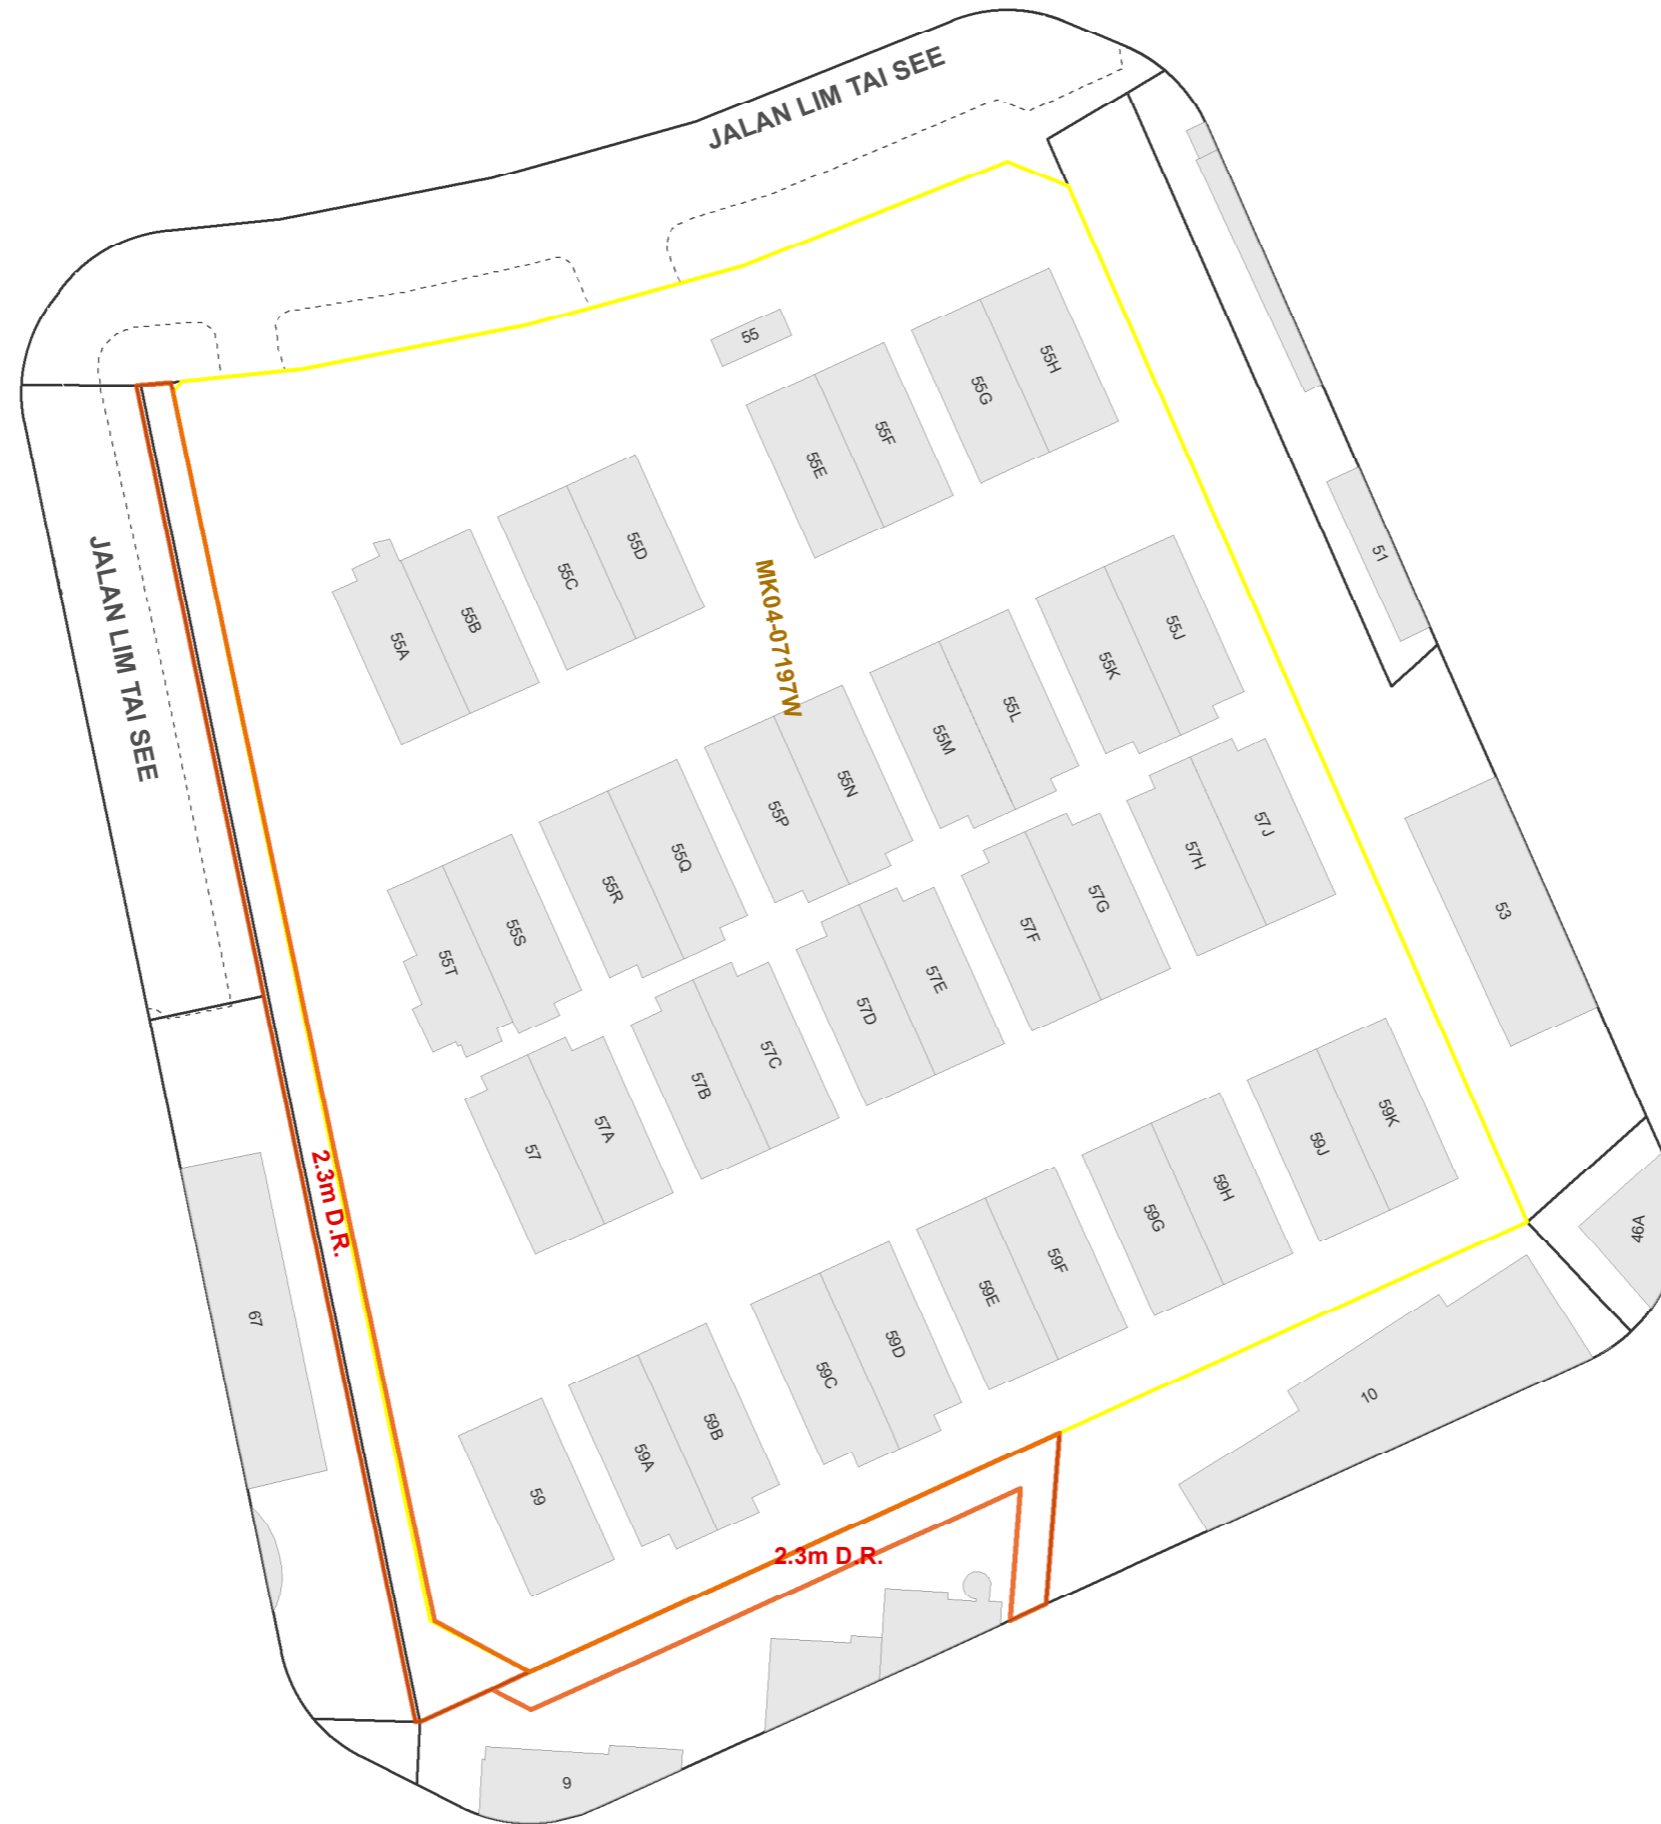 JALAN LIM TAI SEE
55
55H
55G
55F
55E
55D
55C
55B
55A
51
JALAN LIM TAI SEE
MK04-07197W
55J
55K
55L
55M
55N
55P
55Q
55R
55S
55T
57J
57H
57G
57F
57E
57D
57C
57B
57A
57
53
2.3m D.R.
59K
59J
59H
59G
59F
59E
59D
59C
59B
59A
59
46A
67
10
2.3m D.R.
9